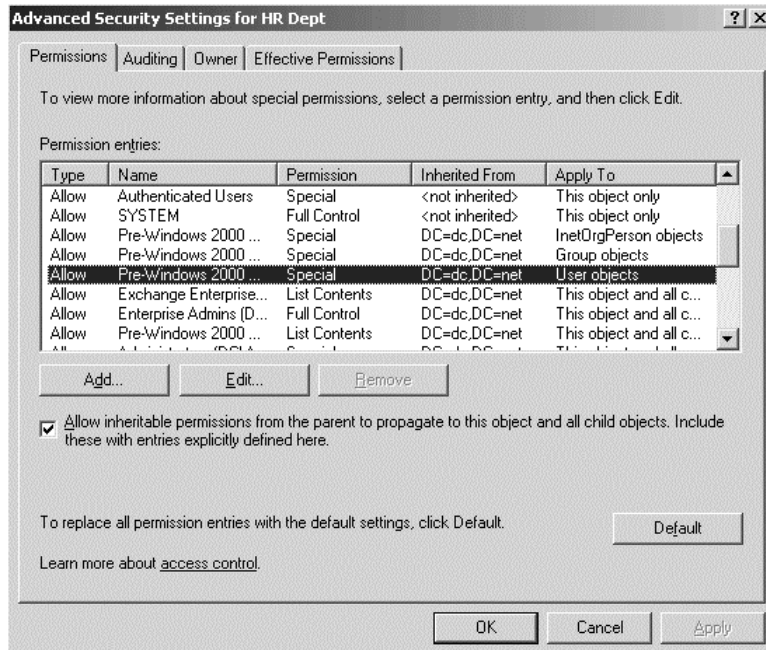 Advanced Security Settings for HR Dept
Permissions Auditing Owner Effective Permissions
To view more information about special permissions, select a permission entry, and then click Edit.
Permission entries:
Type Name Permission Inherited From Apply To
Allow Authenticated Users Special <not inherited> This object only
Allow SYSTEM Full Control <not inherited> This object only
Allow Pre-Windows 2000 ... Special DC=dc,DC=net InetOrgPerson objects
Allow Pre-Windows 2000 ... Special DC=dc,DC=net Group objects
Allow Pre-Windows 2000 ... Special DC=dc,DC=net User objects
Allow Exchange Enterprise... List Contents DC=dc,DC=net This object and all c...
Allow Enterprise Admins (D... Full Control DC=dc,DC=net This object and all c...
Allow Pre-Windows 2000 ... List Contents DC=dc,DC=net This object and all c...
Add... Edit... Remove
Allow inheritable permissions from the parent to propagate to this object and all child objects. Include
these with entries explicitly defined here.
To replace all permission entries with the default settings, click Default.
Default
Learn more about access control.
OK Cancel Apply